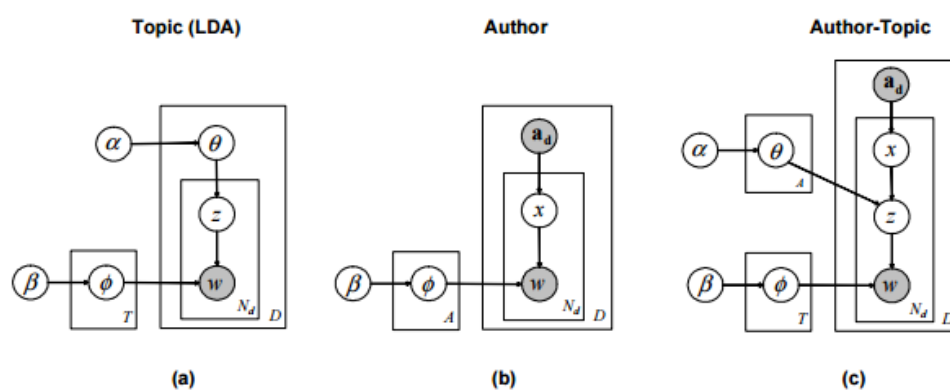 Topic (LDA)
α
θ
z
β
ϕ
w
T
N_d
D
(a)
Author
a_d
x
β
ϕ
w
A
N_d
D
(b)
Author-Topic
a_d
α
θ
x
A
z
β
ϕ
w
T
N_d
D
(c)